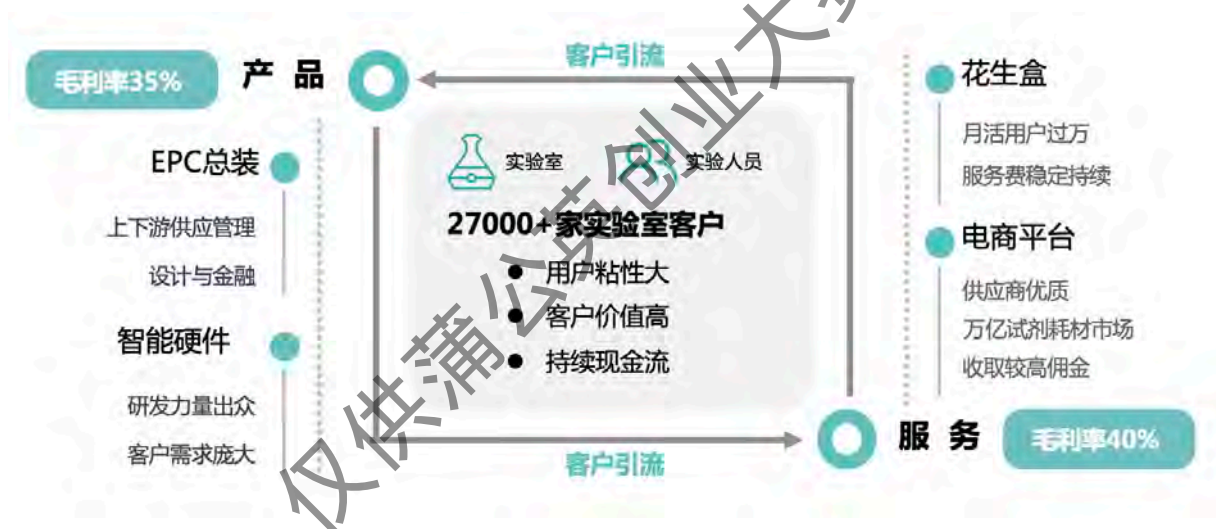 客户引流
毛利率35%
产 品
EPC总装
上下游供应管理
设计与金融
智能硬件
研发力量出众
客户需求庞大
实验室
实验人员
27000+家实验室客户
● 用户粘性大
● 客户价值高
● 持续现金流
花生盒
月活用户过万
服务费稳定持续
电商平台
供应商优质
万亿试剂耗材市场
收取较高佣金
服 务
毛利率40%
客户引流
仅供蒲公英创业大